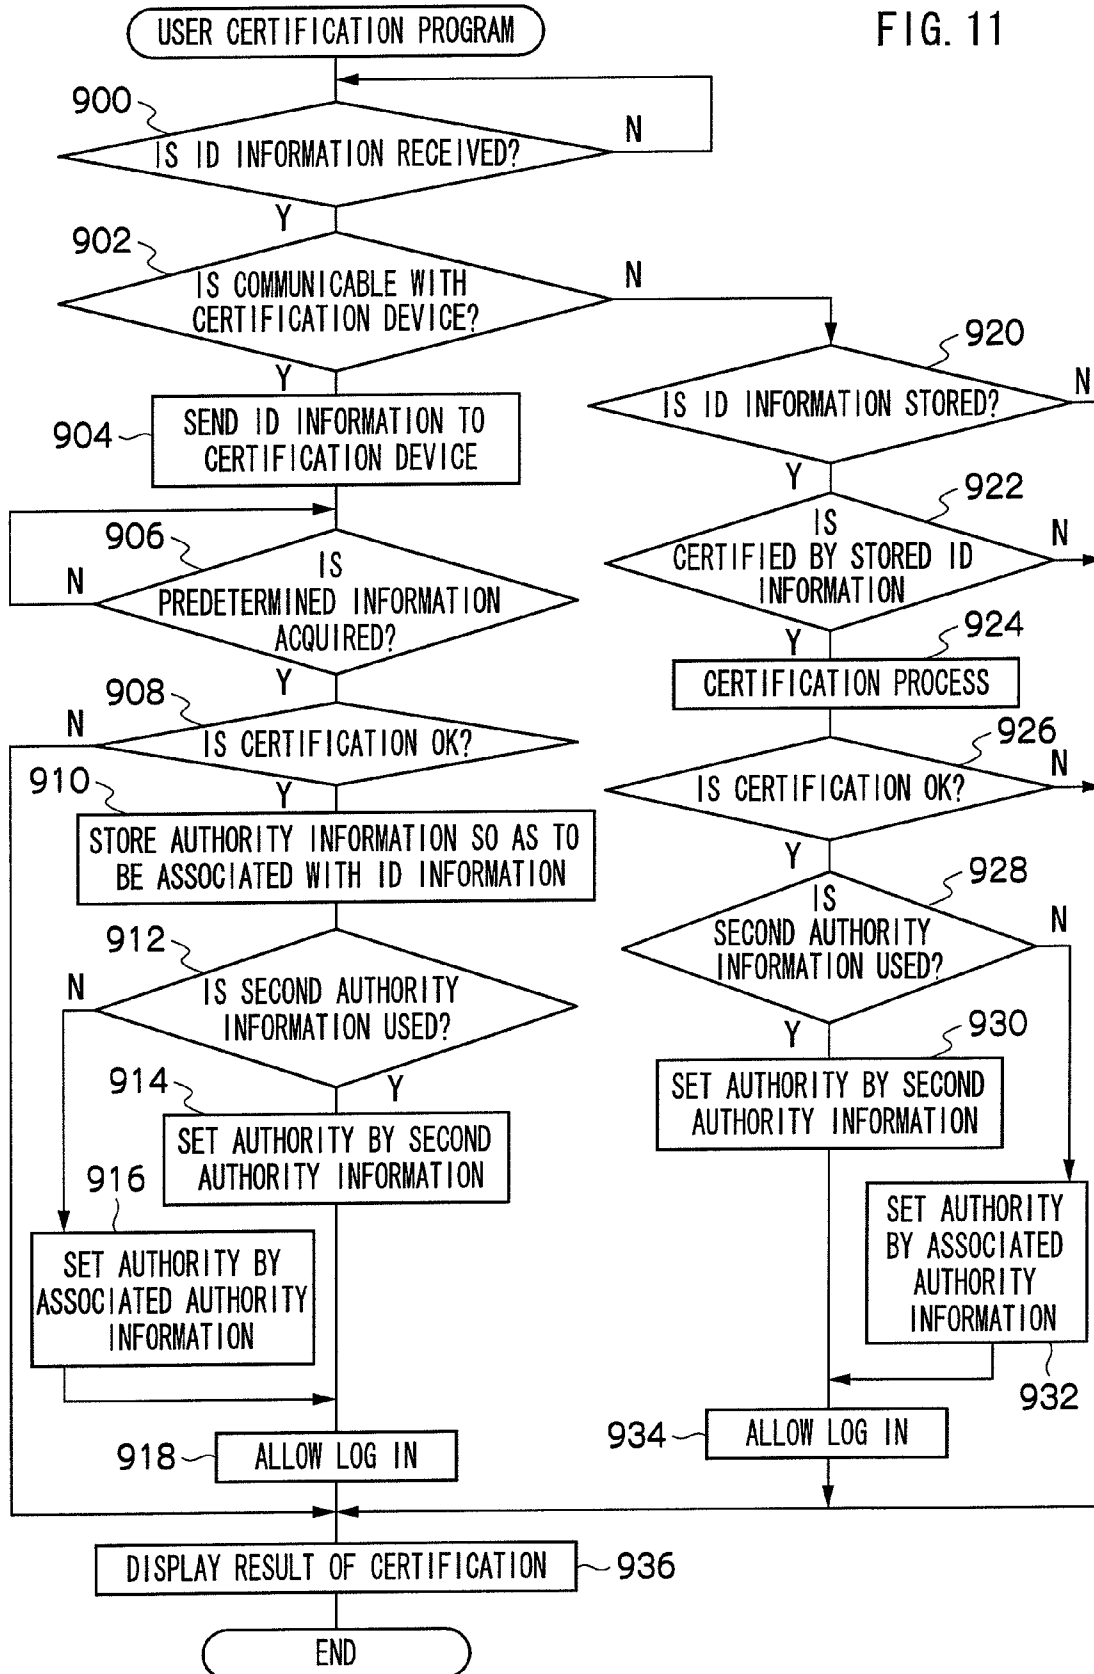 FIG. 11
USER CERTIFICATION PROGRAM
900
IS ID INFORMATION RECEIVED?
N
Y
902
IS COMMUNICABLE WITH
CERTIFICATION DEVICE?
N
Y
904
SEND ID INFORMATION TO
CERTIFICATION DEVICE
906
IS
PREDETERMINED INFORMATION
ACQUIRED?
N
Y
908
IS CERTIFICATION OK?
N
Y
910
STORE AUTHORITY INFORMATION SO AS TO
BE ASSOCIATED WITH ID INFORMATION
912
IS SECOND AUTHORITY
INFORMATION USED?
N
Y
914
SET AUTHORITY BY SECOND
AUTHORITY INFORMATION
916
SET AUTHORITY BY
ASSOCIATED AUTHORITY
INFORMATION
918
ALLOW LOG IN
920
IS ID INFORMATION STORED?
N
Y
922
IS
CERTIFIED BY STORED ID
INFORMATION
N
Y
924
CERTIFICATION PROCESS
926
IS CERTIFICATION OK?
N
Y
928
IS
SECOND AUTHORITY
INFORMATION USED?
N
Y
930
SET AUTHORITY BY SECOND
AUTHORITY INFORMATION
SET AUTHORITY
BY ASSOCIATED
AUTHORITY
INFORMATION
932
934
ALLOW LOG IN
DISPLAY RESULT OF CERTIFICATION
936
END